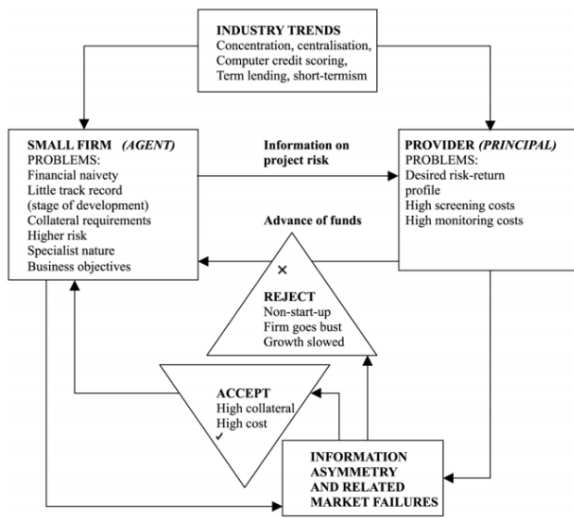 INDUSTRY TRENDS
Concentration, centralisation,
Computer credit scoring,
Term lending, short-termism
SMALL FIRM (AGENT)
PROBLEMS:
Financial naivety
Little track record
(stage of development)
Collateral requirements
Higher risk
Specialist nature
Business objectives
Information on
project risk
PROVIDER (PRINCIPAL)
PROBLEMS:
Desired risk-return
profile
High screening costs
High monitoring costs
Advance of funds
REJECT
Non-start-up
Firm goes bust
Growth slowed
ACCEPT
High collateral
High cost
INFORMATION
ASYMMETRY
AND RELATED
MARKET FAILURES